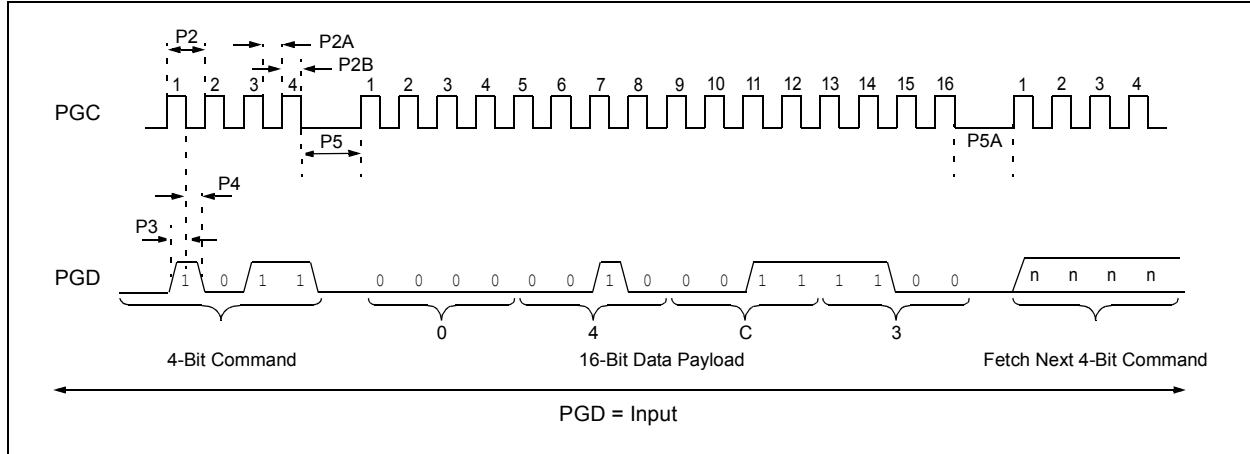 P2
P2A
P2B
1 2 3 4
1 2 3 4 5 6 7 8 9 10 11 12 13 14 15 16
1 2 3 4
PGC
P5
P5A
P4
P3
PGD
1 0 1 1
0 0 0 0 0 0 1 0 0 0 1 1 1 1 0 0
n n n n
0 4 C 3
4-Bit Command
16-Bit Data Payload
Fetch Next 4-Bit Command
PGD = Input